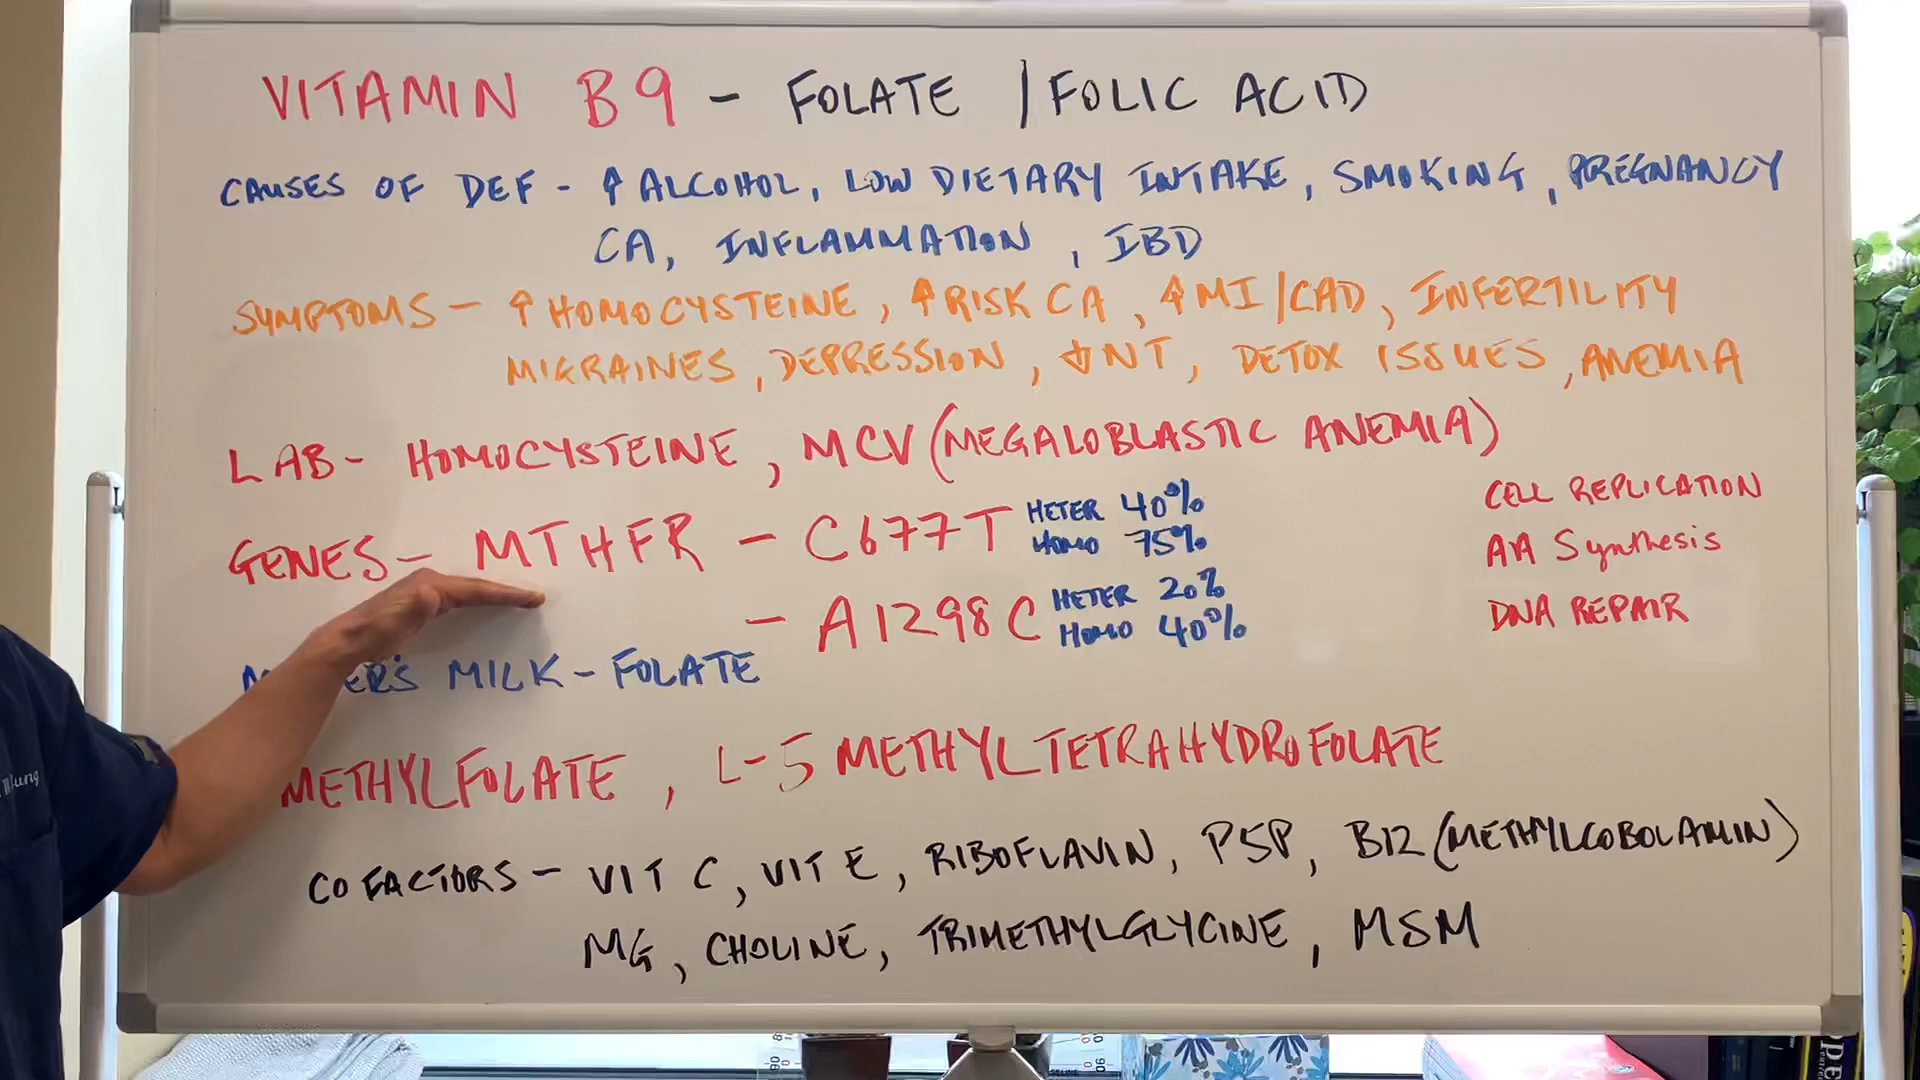 VITAMIN B9 - FOLATE / FOLIC ACID
CAUSES OF DEF - ↑ ALCOHOL, LOW DIETARY INTAKE, SMOKING, PREGNANCY
CA, INFLAMMATION, IBD
SYMPTOMS - ↑ HOMOCYSTEINE, ↑ RISK CA, ↑ MI/CAD, INFERTILITY
MIGRAINES, DEPRESSION, ↓ NT, DETOX ISSUES, ANEMIA
LAB - HOMOCYSTEINE, MCV (MEGALOBLASTIC ANEMIA)
GENES - MTHFR - C677T HETER 40%
HOMO 75%
- A1298C HETER 20%
HOMO 40%
CELL REPLICATION
AA Synthesis
DNA REPAIR
MILK - FOLATE
METHYLFOLATE, L-5 METHYLTETRAHYDROFOLATE
COFACTORS - VIT C, VIT E, RIBOFLAVIN, P5P, B12 (METHYLCOBOLAMIN)
MG, CHOLINE, TRIMETHYLGLYCINE, MSM